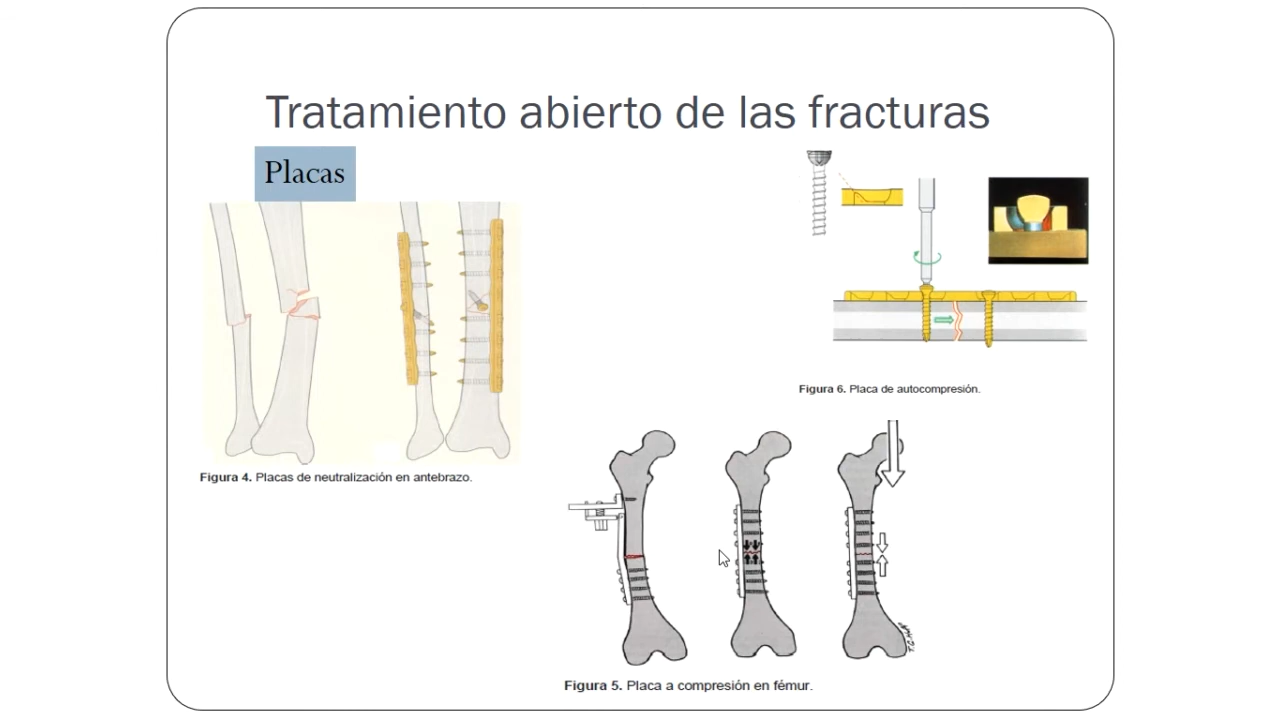 Tratamiento abierto de las fracturas
Placas
Figura 6. Placa de autocompresión.
Figura 4. Placas de neutralización en antebrazo.
Figura 5. Placa a compresión en fémur.